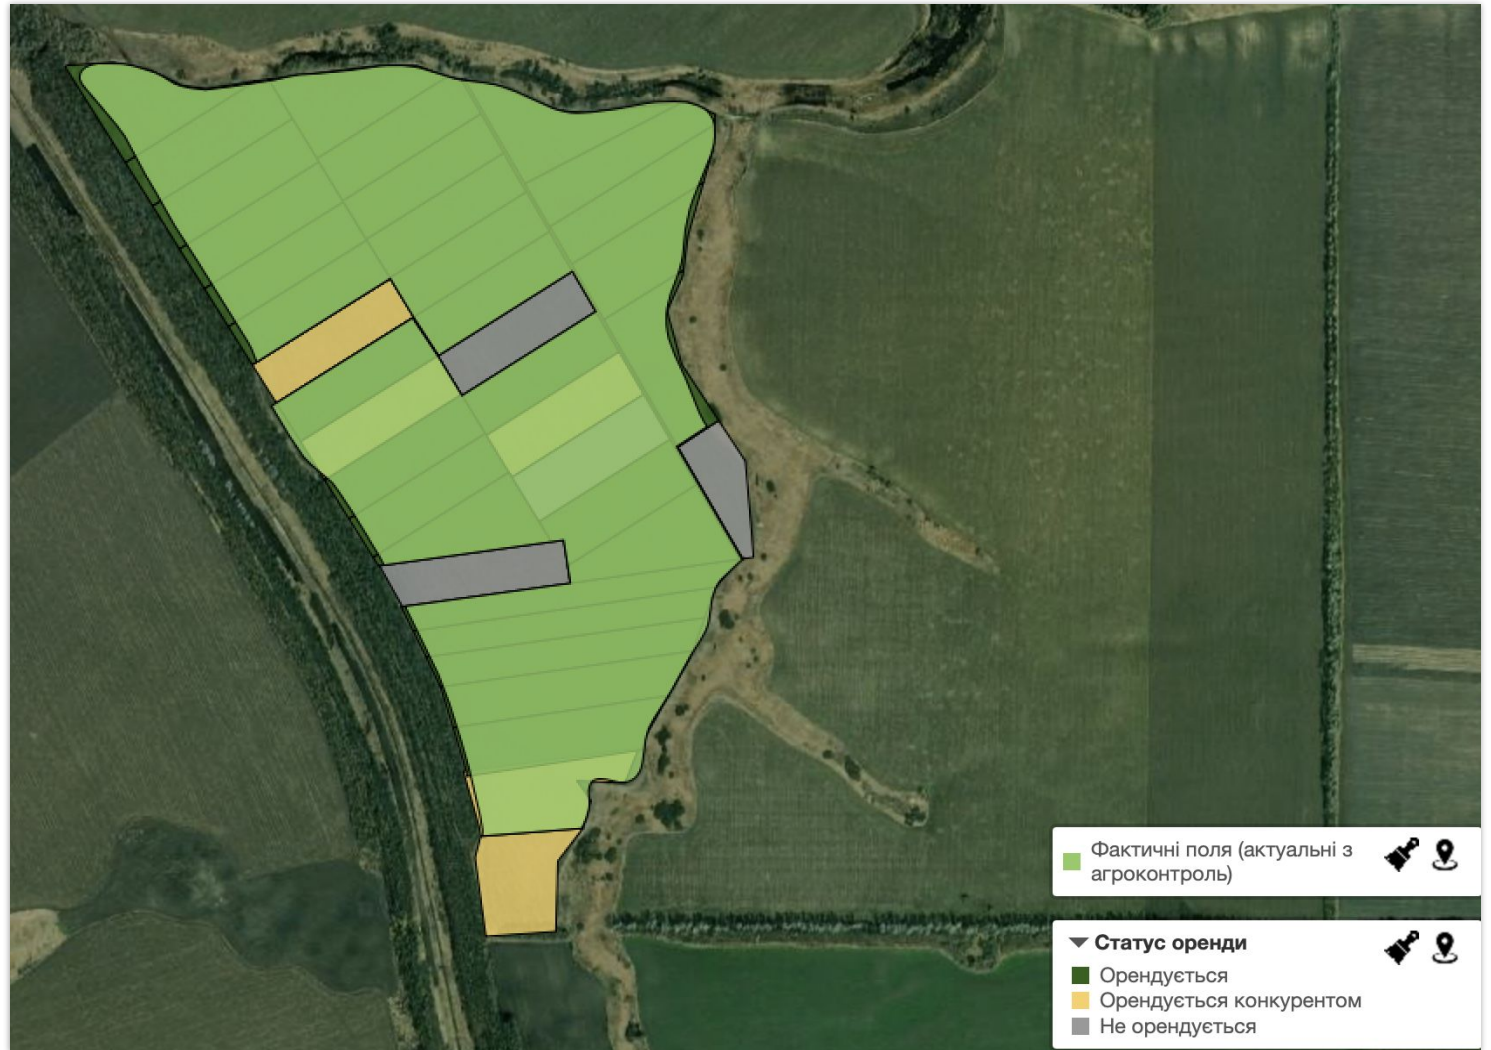 Фактичні поля (актуальні з
агроконтроль)
Статус оренди
Орендується
Орендується конкурентом
Не орендується